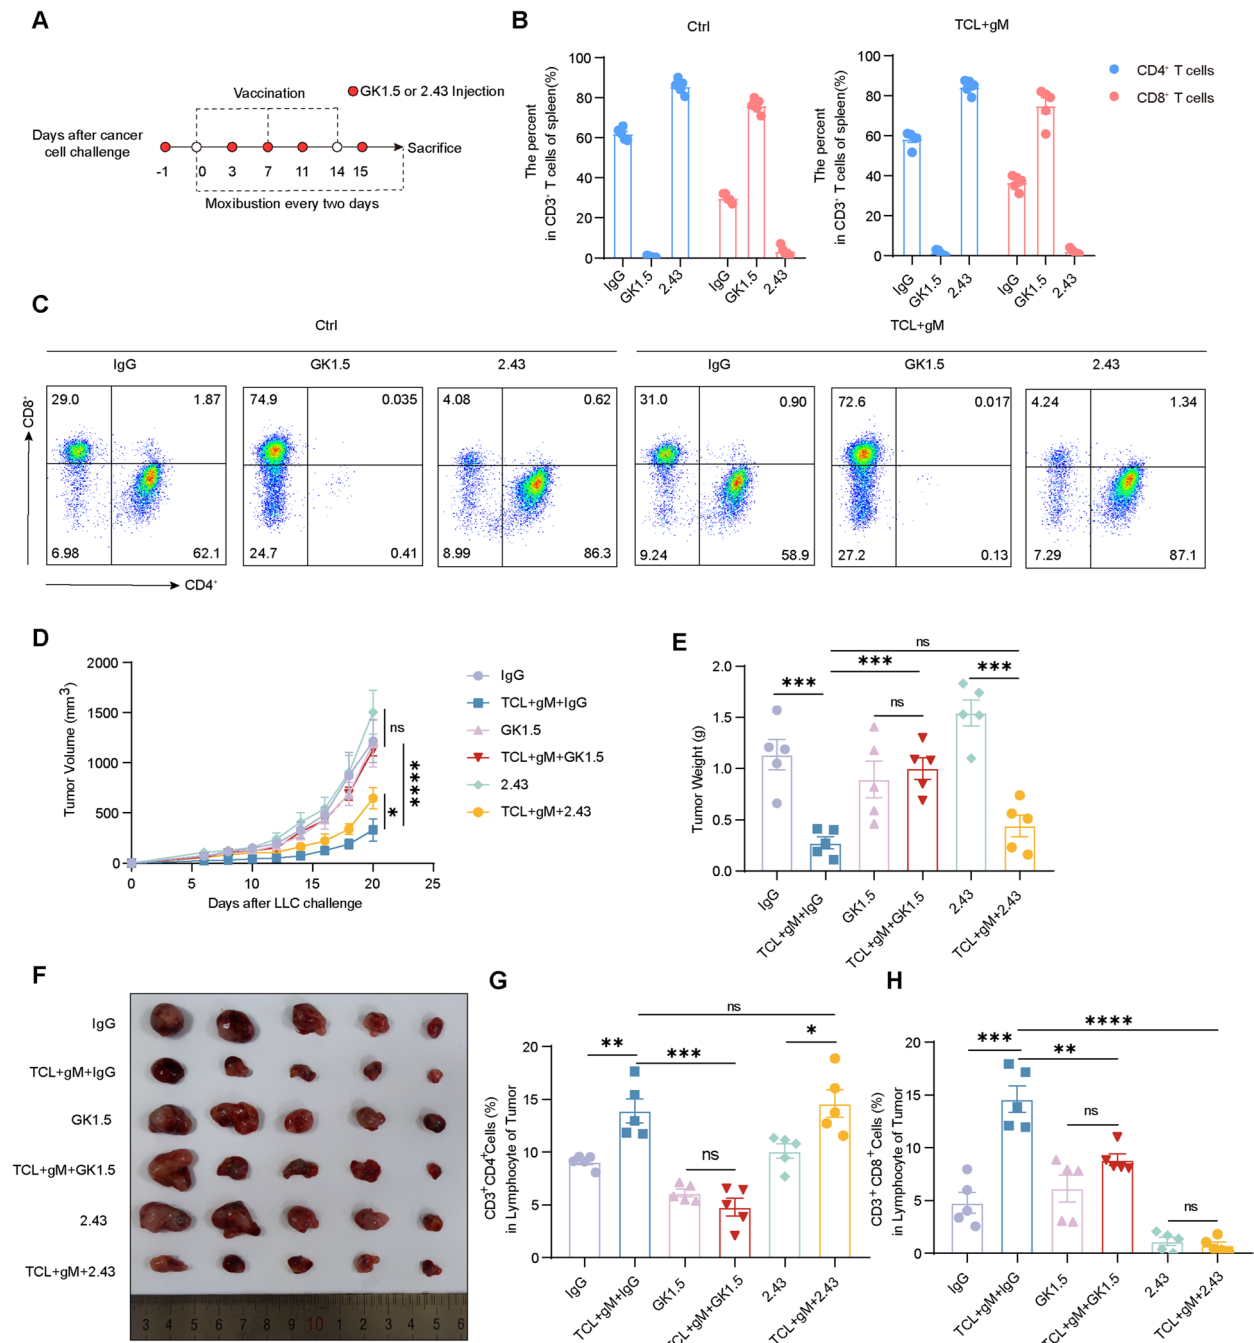 A
Vaccination
GK1.5 or 2.43 Injection
Days after cancer
cell challenge
Sacrifice
-1 0 3 7 11 14 15
Moxibustion every two days
B
Ctrl
The percent
in CD3⁺ T cells of spleen(%)
100
80
60
40
20
0
IgG GK1.5 2.43 IgG GK1.5 2.43
TCL+gM
The percent
in CD3⁺ T cells of spleen(%)
100
80
60
40
20
0
IgG GK1.5 2.43 IgG GK1.5 2.43
CD4⁺ T cells
CD8⁺ T cells
C
Ctrl TCL+gM
IgG GK1.5 2.43 IgG GK1.5 2.43
CD8⁺
29.0 1.87 74.9 0.035 4.08 0.62 31.0 0.90 72.6 0.017 4.24 1.34
6.98 62.1 24.7 0.41 8.99 86.3 9.24 58.9 27.2 0.13 7.29 87.1
CD4⁺
D
Tumor Volume (mm³)
2000
1500
1000
500
0
0 5 10 15 20 25
Days after LLC challenge
ns
****
*
IgG
TCL+gM+IgG
GK1.5
TCL+gM+GK1.5
2.43
TCL+gM+2.43
E
Tumor Weight (g)
2.0
1.5
1.0
0.5
0.0
ns
***
*** ***
ns
IgG TCL+gM+IgG GK1.5 TCL+gM+GK1.5 2.43 TCL+gM+2.43
F
IgG
TCL+gM+IgG
GK1.5
TCL+gM+GK1.5
2.43
TCL+gM+2.43
3 4 5 6 7 8 9 10 1 2 3 4 5 6
G
CD3⁺CD4⁺Cells (%)
in Lymphocyte of Tumor
20
15
10
5
0
ns
** *
***
ns
IgG TCL+gM+IgG GK1.5 TCL+gM+GK1.5 2.43 TCL+gM+2.43
H
CD3⁺ CD8⁺Cells (%)
in Lymphocyte of Tumor
20
15
10
5
0
****
***
**
ns
ns
IgG TCL+gM+IgG GK1.5 TCL+gM+GK1.5 2.43 TCL+gM+2.43